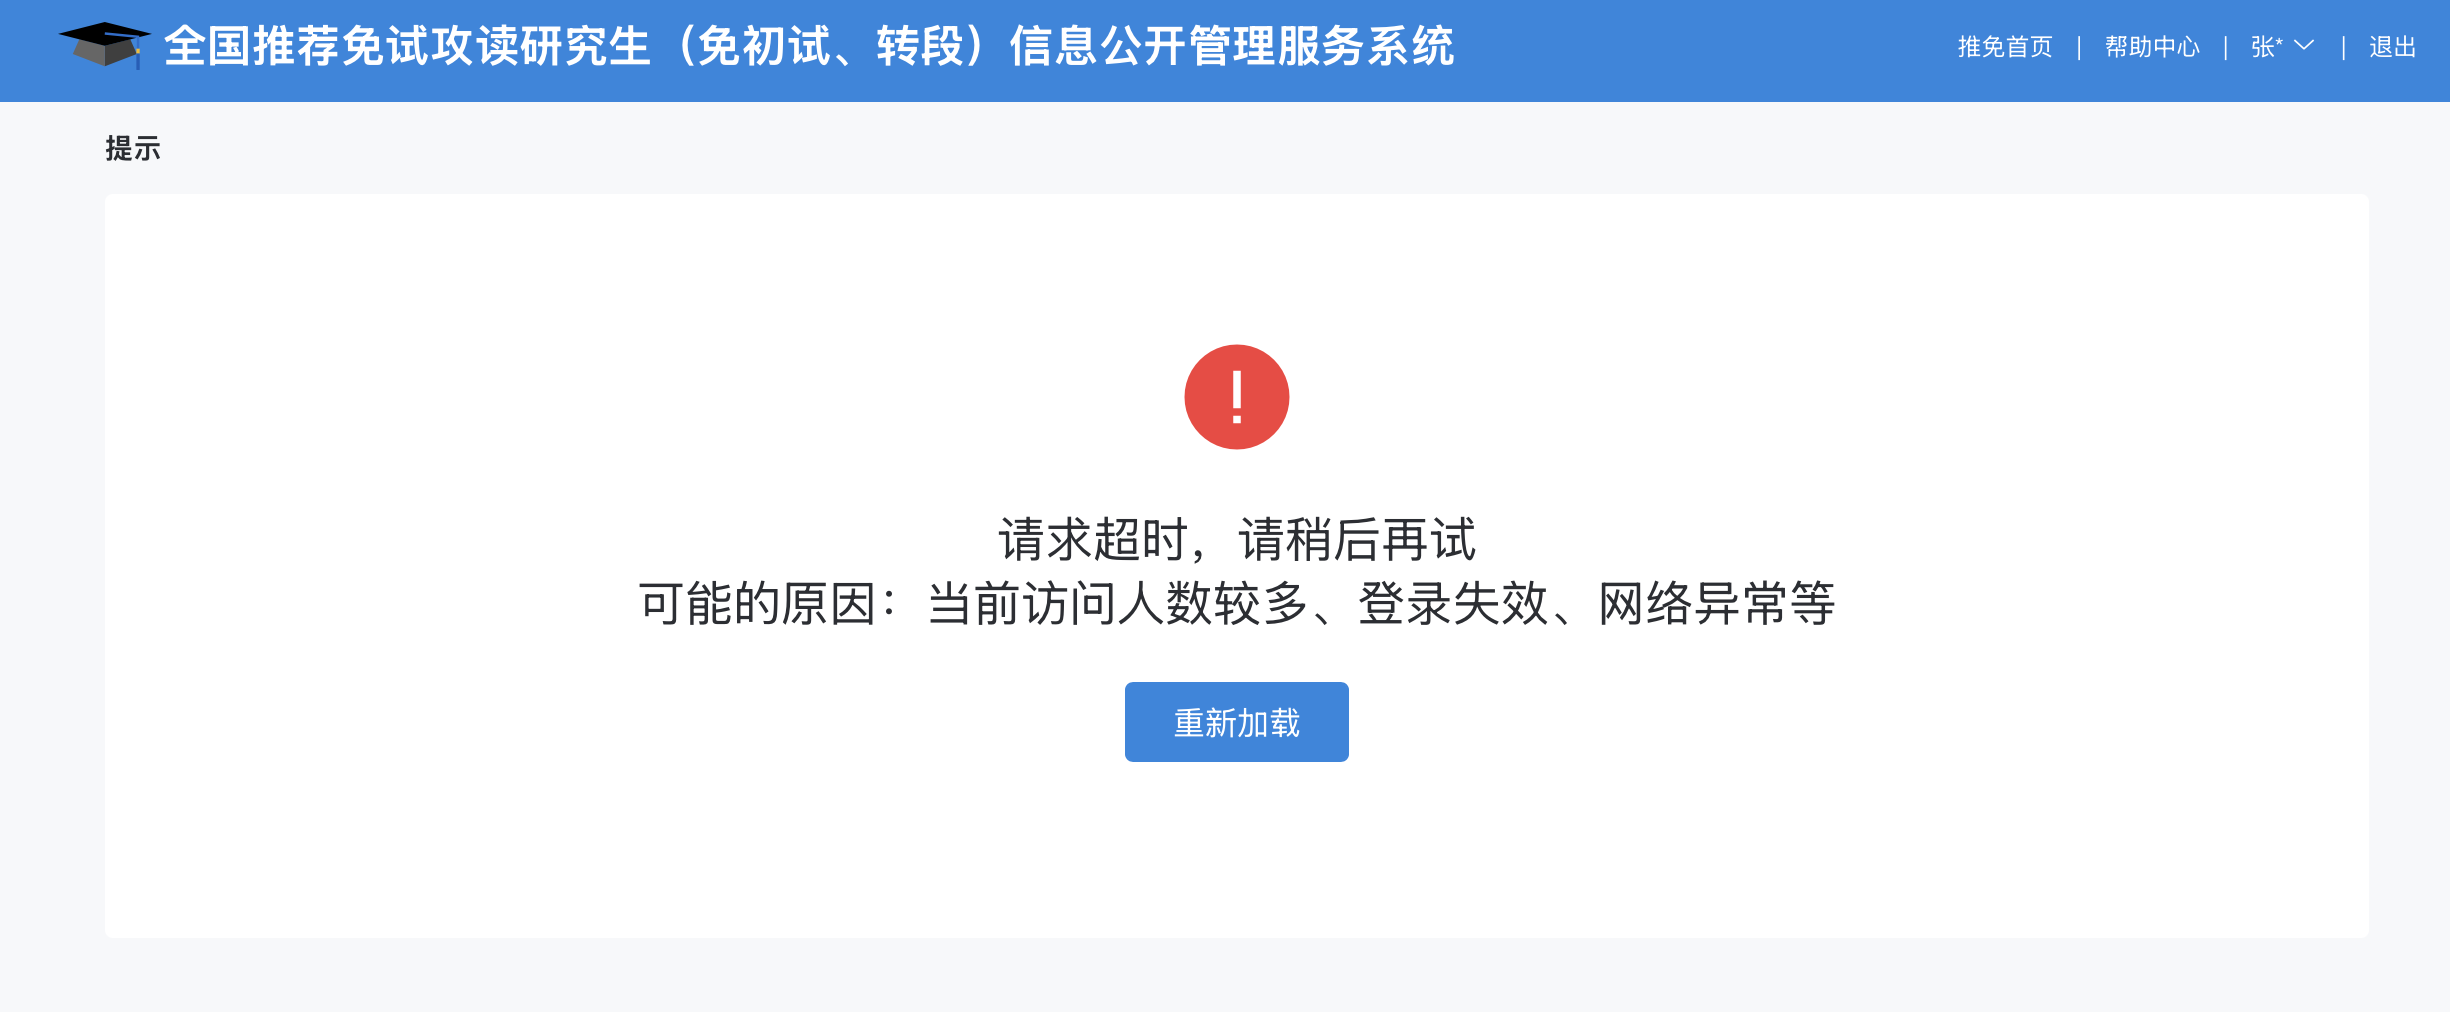 全国推荐免试攻读研究生（免初试、转段）信息公开管理服务系统
推免首页 | 帮助中心 | 张* | 退出
提示
请求超时，请稍后再试
可能的原因：当前访问人数较多、登录失效、网络异常等
重新加载